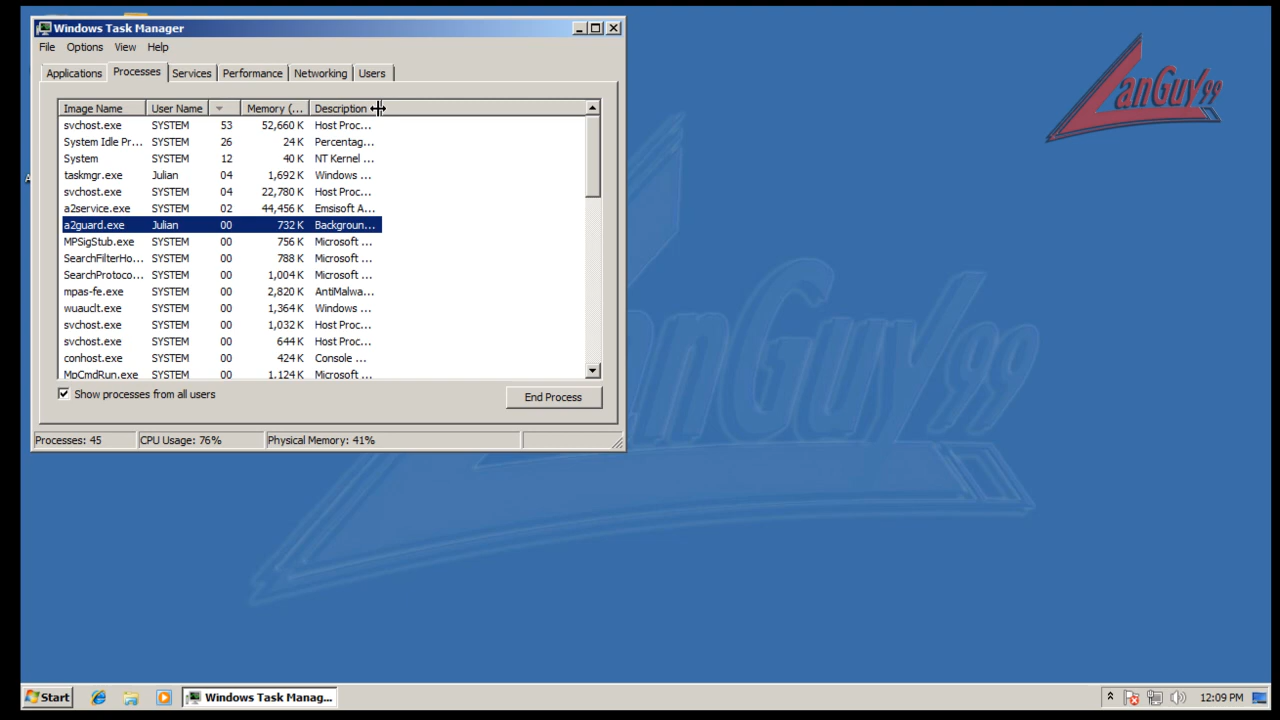 Windows Task Manager
File Options View Help
Applications Processes Services Performance Networking Users
Image Name User Name Memory (... Description
svchost.exe SYSTEM 53 52,660 K Host Proc...
System Idle Pr... SYSTEM 26 24 K Percentag...
System SYSTEM 12 40 K NT Kernel ...
taskmgr.exe Julian 04 1,692 K Windows ...
svchost.exe SYSTEM 04 22,780 K Host Proc...
a2service.exe SYSTEM 02 44,456 K Emsisoft A...
a2guard.exe Julian 00 732 K Backgroun...
MPSigStub.exe SYSTEM 00 756 K Microsoft ...
SearchFilterHo... SYSTEM 00 788 K Microsoft ...
SearchProtoco... SYSTEM 00 1,004 K Microsoft ...
mpas-fe.exe SYSTEM 00 2,820 K AntiMalwa...
wuauclt.exe SYSTEM 00 1,364 K Windows ...
svchost.exe SYSTEM 00 1,032 K Host Proc...
svchost.exe SYSTEM 00 644 K Host Proc...
conhost.exe SYSTEM 00 424 K Console ...
MpCmdRun.exe SYSTEM 00 1,124 K Microsoft ...
Show processes from all users
End Process
Processes: 45 CPU Usage: 76% Physical Memory: 41%
LanGuy99
LanGuy99
Start Windows Task Manag... 12:09 PM